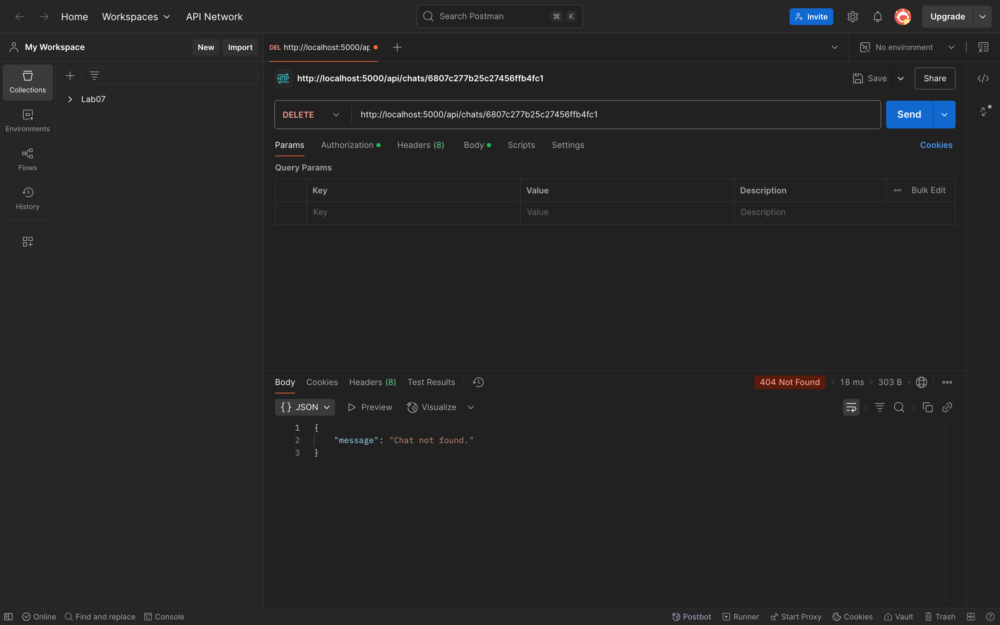 Home Workspaces API Network Search Postman ⌘ K Invite Upgrade
My Workspace New Import DEL http://localhost:5000/ap No environment
Collections
Environments
Flows
History
Lab07
HTTP http://localhost:5000/api/chats/6807c277b25c27456ffb4fc1 Save Share
DELETE http://localhost:5000/api/chats/6807c277b25c27456ffb4fc1 Send
Params Authorization Headers (8) Body Scripts Settings Cookies
Query Params
Key Value Description Bulk Edit
Key Value Description
Body Cookies Headers (8) Test Results 404 Not Found 18 ms 303 B
{} JSON Preview Visualize
1 {
2 "message": "Chat not found."
3 }
Online Find and replace Console Postbot Runner Start Proxy Cookies Vault Trash